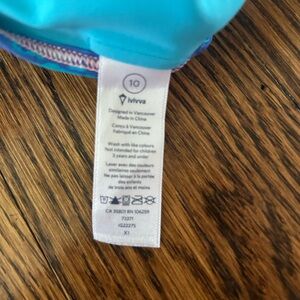 10
ivivva
Designed in Vancouver
Made in China
Conçu à Vancouver
Fabriqué en Chine
Wash with like colours
Not intended for children
3 years and under
Laver avec des couleurs
similaires seulement
Ne pas laisser à la portée
des enfants
de trois ans et moins
CA 35801 RN 106259
73371
X1